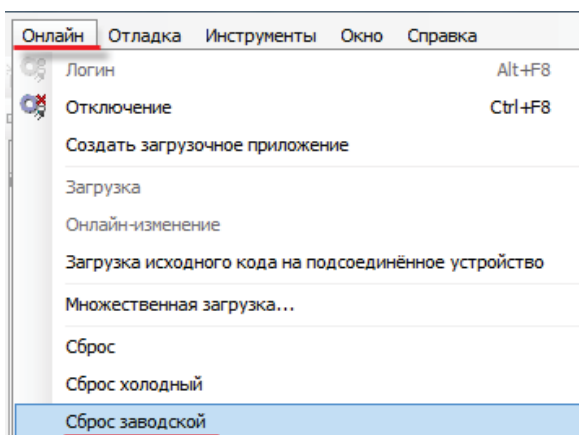 Онлайн Отладка Инструменты Окно Справка
Логин Alt+F8
Отключение Ctrl+F8
Создать загрузочное приложение
Загрузка
Онлайн-изменение
Загрузка исходного кода на подсоединённое устройство
Множественная загрузка...
Сброс
Сброс холодный
Сброс заводской